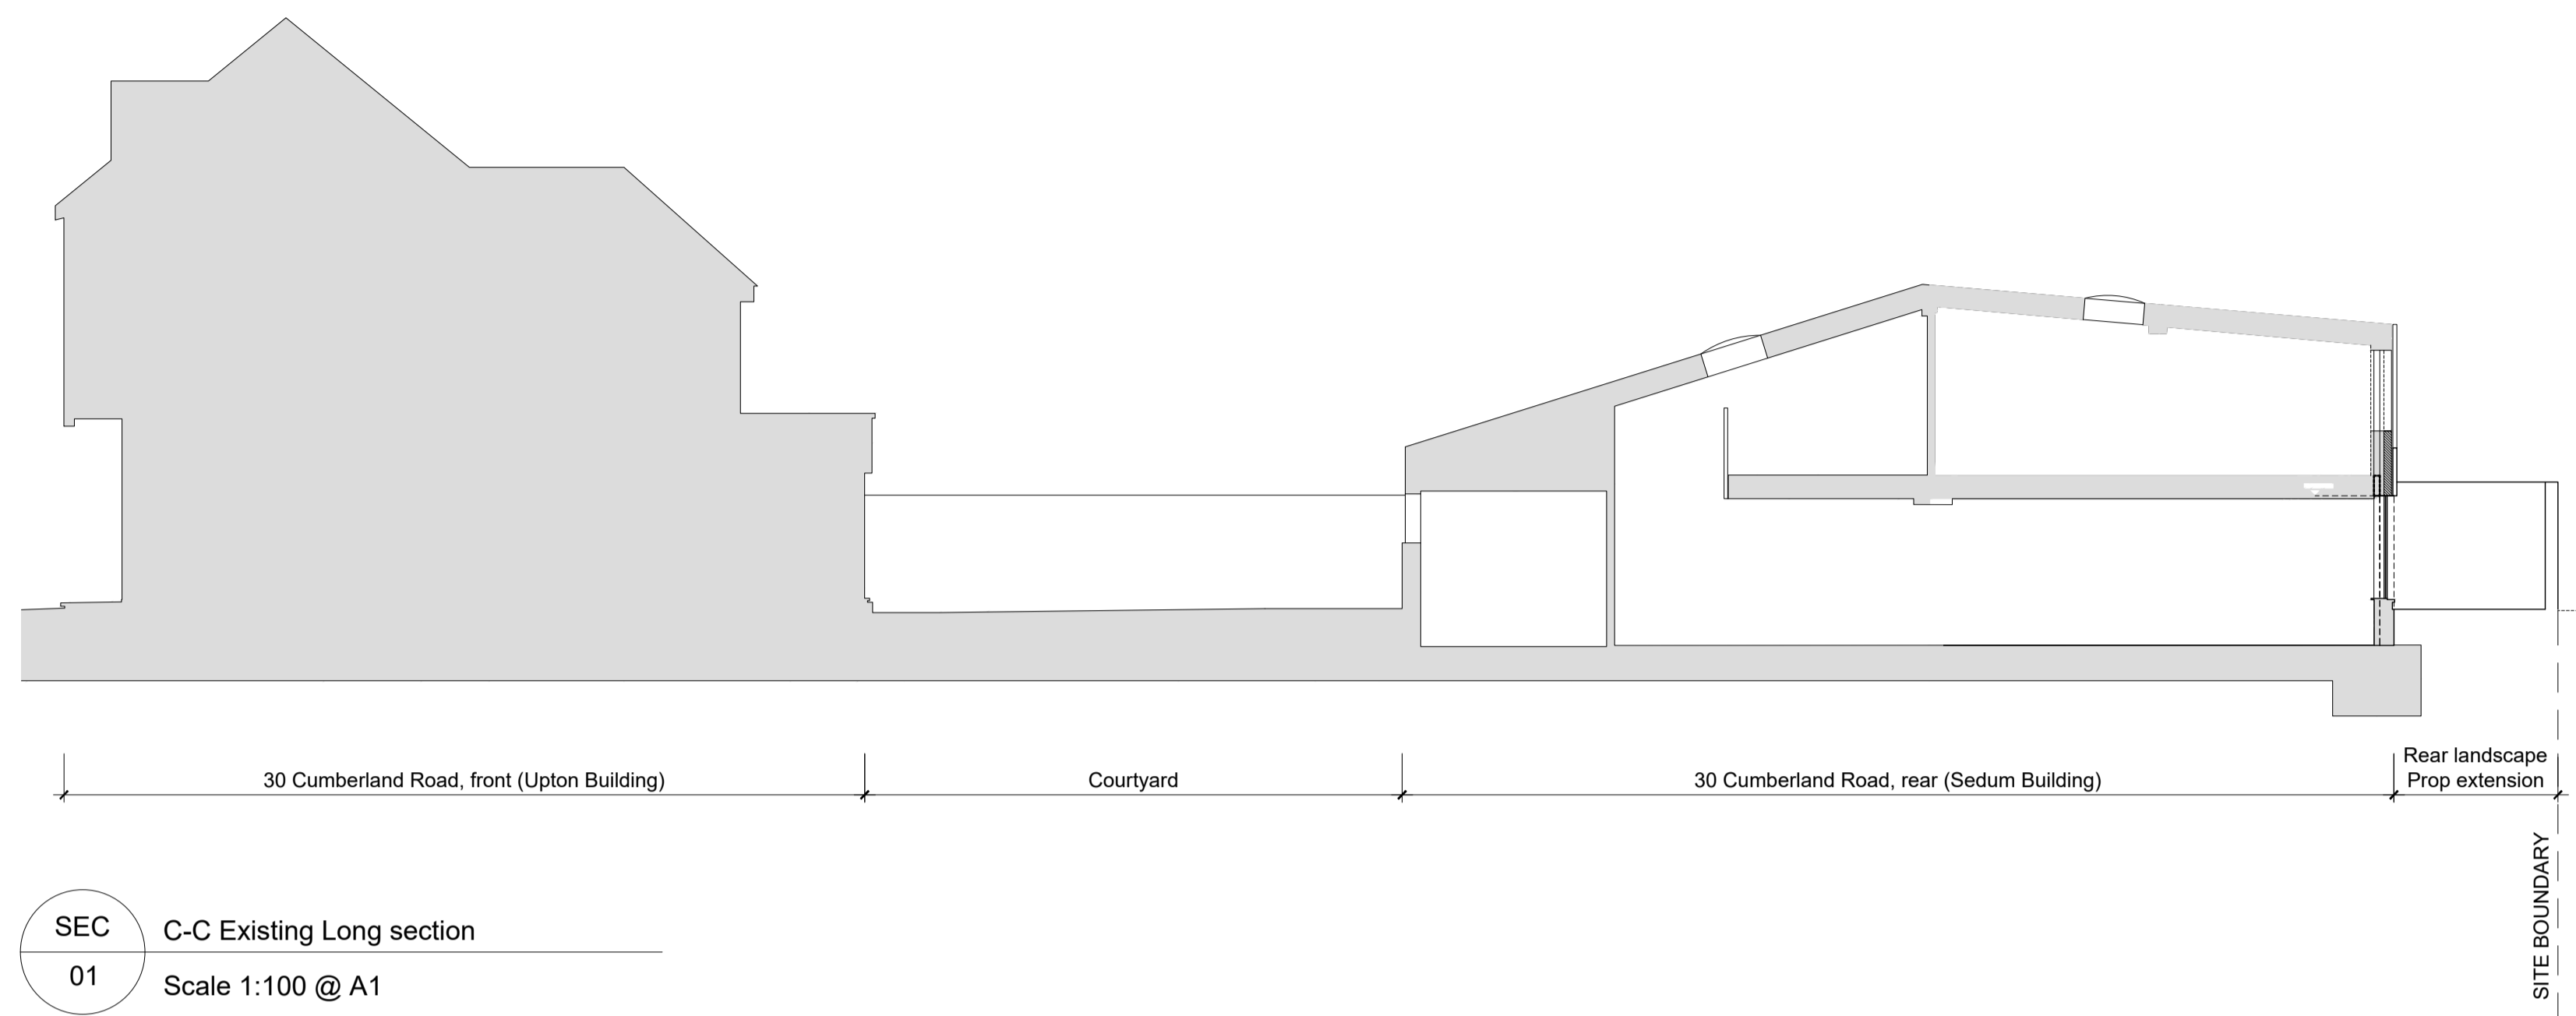 30 Cumberland Road, front (Upton Building)
Courtyard
30 Cumberland Road, rear (Sedum Building)
Rear landscape
Prop extension
SITE BOUNDARY
SEC
01
C-C Existing Long section
Scale 1:100 @ A1